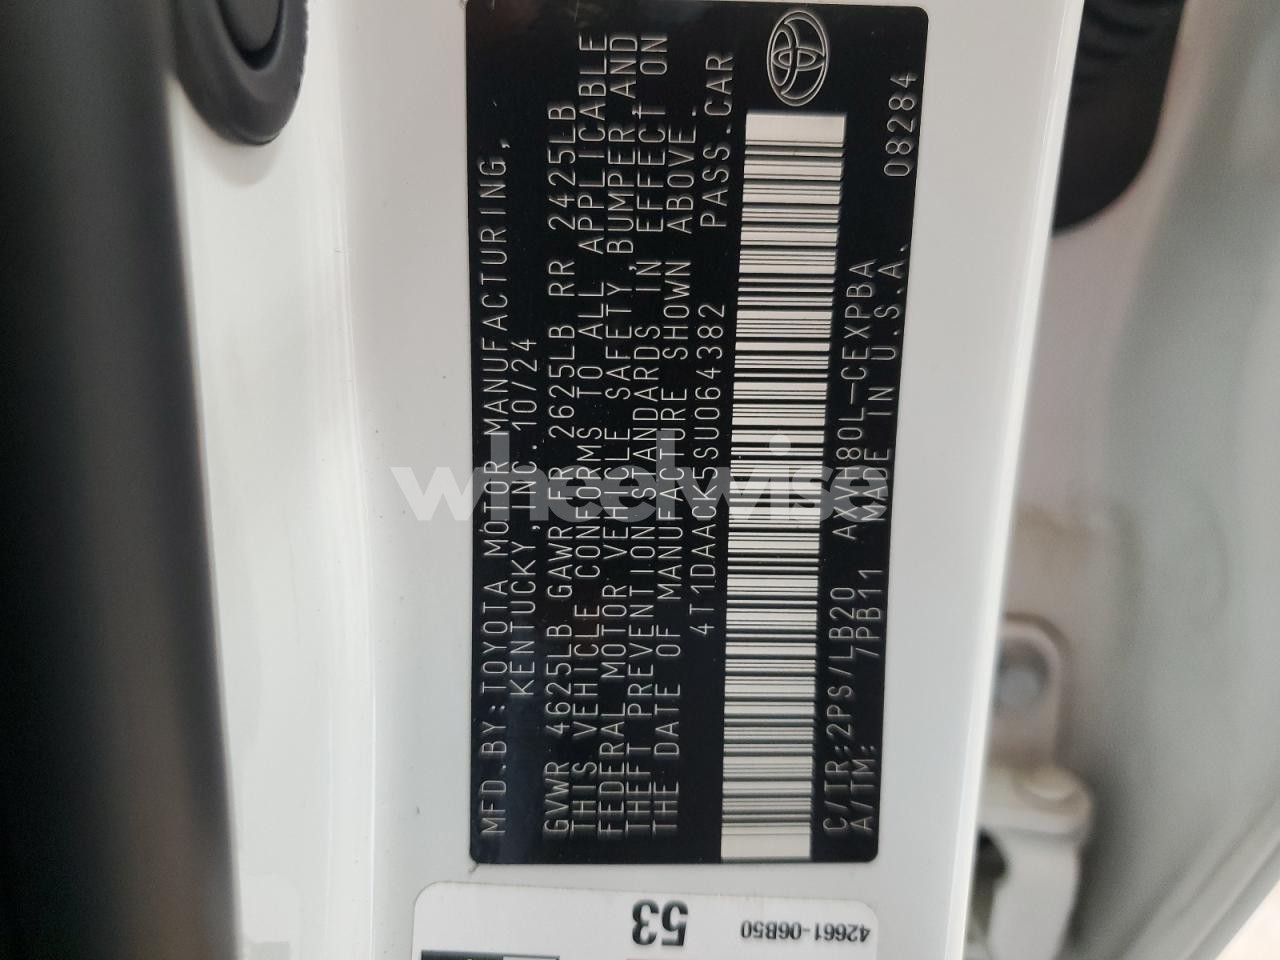 MFD.BY:TOYOTA MOTOR MANUFACTURING,
KENTUCKY,INC.10/24
GVWR 4625LB GAWR FR 2625LB RR 2425LB
THIS VEHICLE CONFORMS TO ALL APPLICABLE
FEDERAL MOTOR VEHICLE SAFETY,BUMPER,AND
THEFT PREVENTION STANDARDS IN EFFECT ON
THE DATE OF MANUFACTURE SHOWN ABOVE.
4T1DAACK5SU064382 PASS.CAR
C/TR:2PS/LB20 AXVH80L-CEXPBA 08284
A/TM: 7PB11 MADE IN U.S.A.
wheelwise
53
42661-06B50